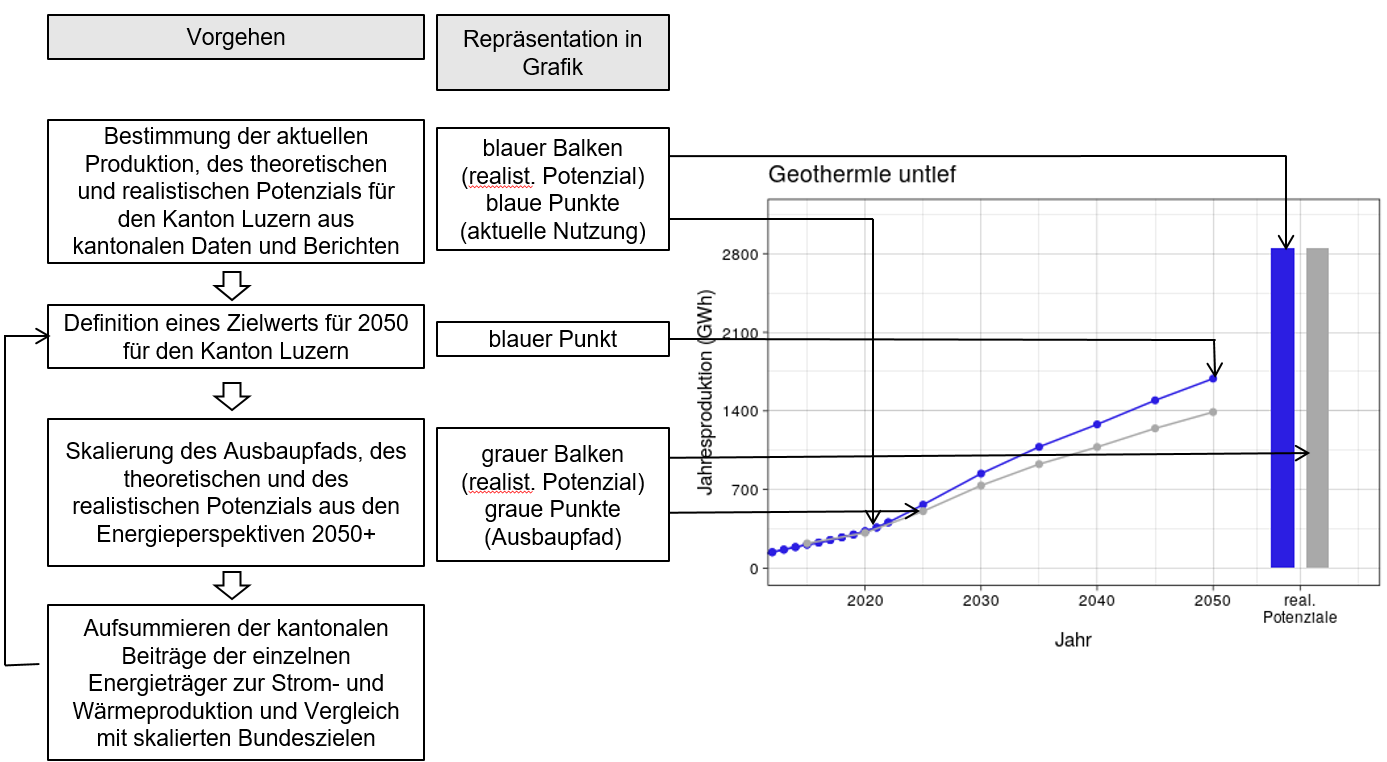 Vorgehen
Repräsentation in
Grafik
Bestimmung der aktuellen
Produktion, des theoretischen
und realistischen Potenzials für
den Kanton Luzern aus
kantonalen Daten und Berichten
blauer Balken
(realist. Potenzial)
blaue Punkte
(aktuelle Nutzung)
Definition eines Zielwerts für 2050
für den Kanton Luzern
blauer Punkt
Skalierung des Ausbaupfads, des
theoretischen und des
realistischen Potenzials aus den
Energieperspektiven 2050+
grauer Balken
(realist. Potenzial)
graue Punkte
(Ausbaupfad)
Aufsummieren der kantonalen
Beiträge der einzelnen
Energieträger zur Strom- und
Wärmeproduktion und Vergleich
mit skalierten Bundeszielen
Geothermie untief
Jahresproduktion (GWh)
2800
2100
1400
700
0
2020
2030
2040
2050
real.
Potenziale
Jahr